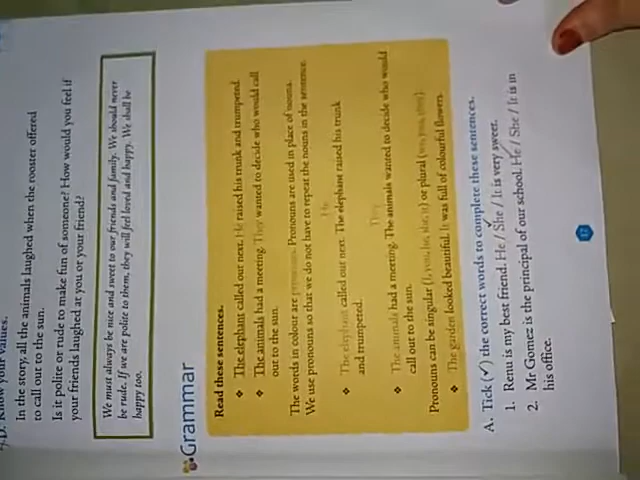 D. Know your values.
In the story, all the animals laughed when the rooster offered
to call out to the sun.
Is it polite or rude to make fun of someone? How would you feel if
your friends laughed at you or your friend?
We must always be nice and sweet to our friends and family. We should never
be rude. If we are polite to them, they will feel loved and happy. We shall be
happy too.
Grammar
Read these sentences.
❖ The elephant called out next. He raised his trunk and trumpeted.
❖ The animals had a meeting. They wanted to decide who would call
out to the sun.
The words in colour are pronouns. Pronouns are used in place of nouns.
We use pronouns so that we do not have to repeat the nouns in the sentence.
He
❖ The elephant called out next. The elephant raised his trunk
and trumpeted.
They
❖ The animals had a meeting. The animals wanted to decide who would
call out to the sun.
Pronouns can be singular (I, you, he, she, it) or plural (we, you, they).
❖ The garden looked beautiful. It was full of colourful flowers.
A. Tick (✓) the correct words to complete these sentences.
1. Renu is my best friend. He / She / It is very sweet.
2. Mr Gomez is the principal of our school. He / She / It is in
his office.